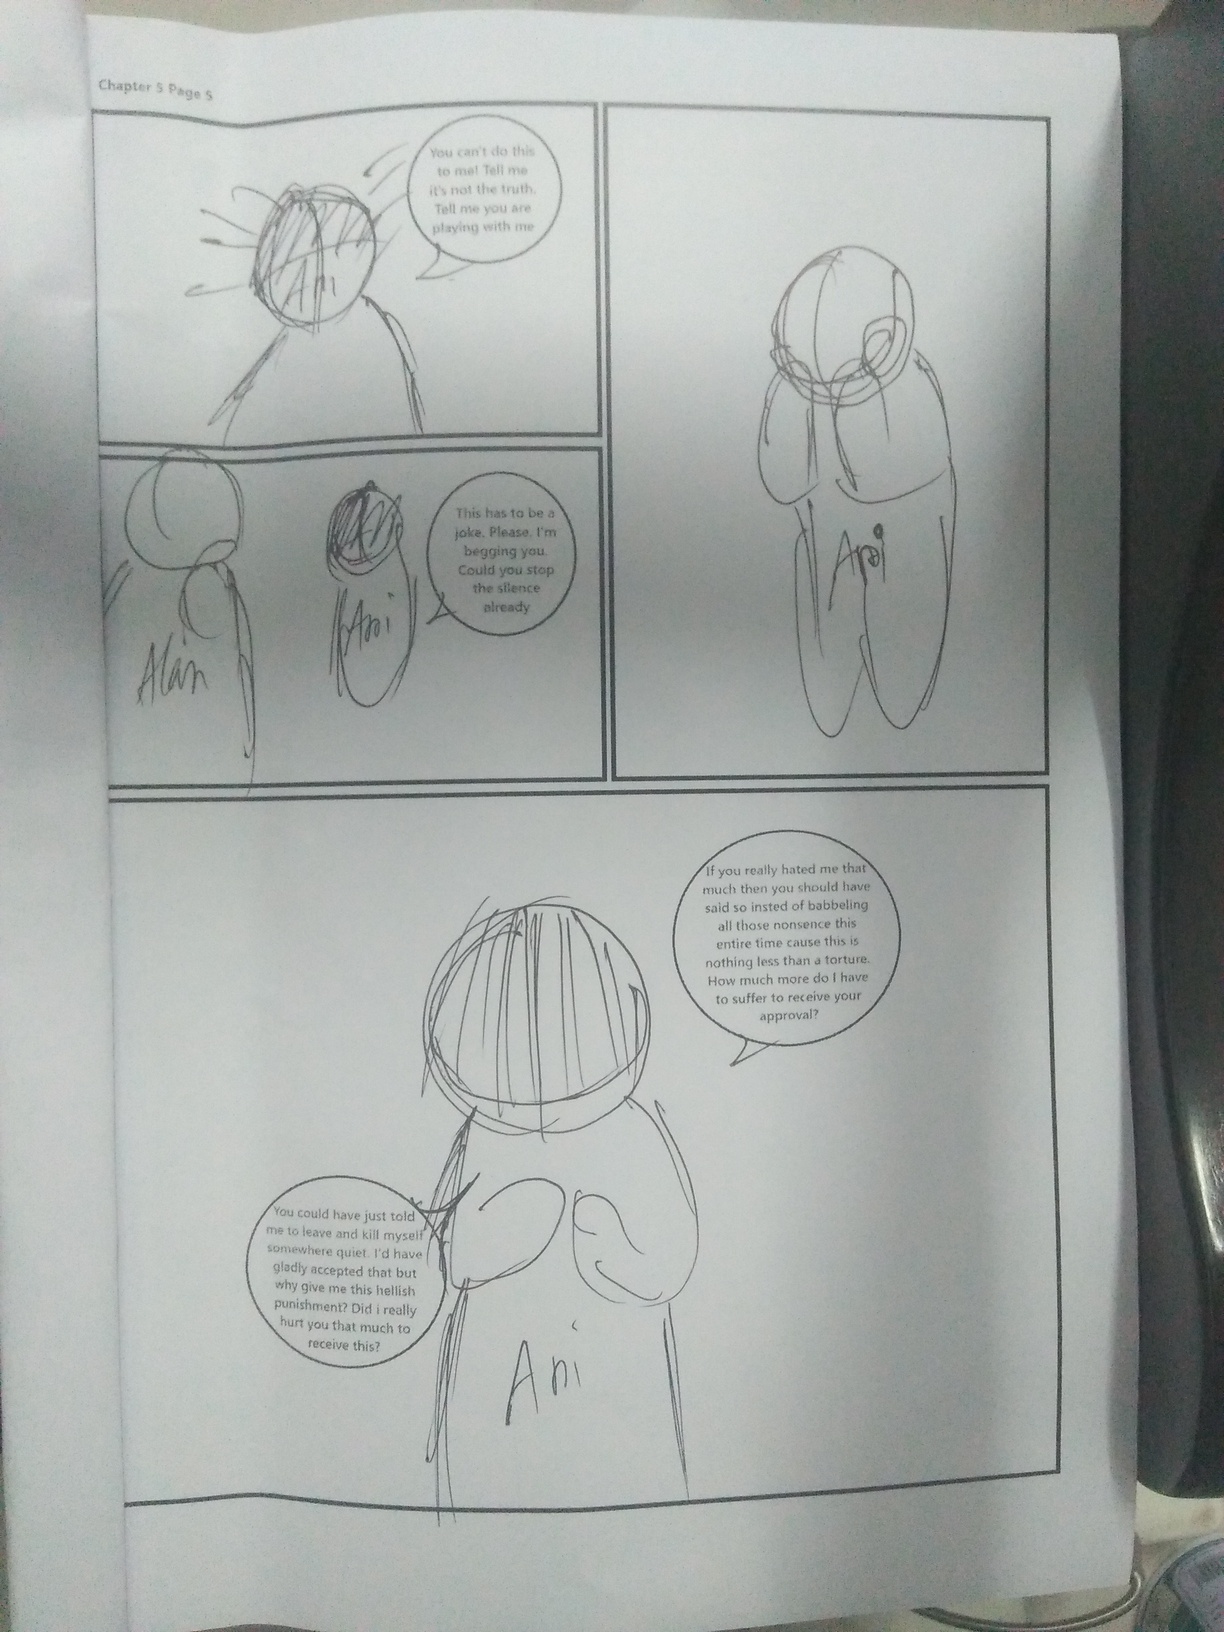 Chapter 5 Page 5
You can't do this
to me! Tell me
it's not the truth.
Tell me you are
playing with me
Ani
This has to be a
joke. Please, I'm
begging you.
Could you stop
the silence
already
Alan
Ani
Ani
If you really hated me that
much then you should have
said so insted of babbeling
all those nonsence this
entire time cause this is
nothing less than a torture.
How much more do I have
to suffer to receive your
approval?
You could have just told
me to leave and kill myself
somewhere quiet. I'd have
gladly accepted that but
why give me this hellish
punishment? Did i really
hurt you that much to
receive this?
Ani